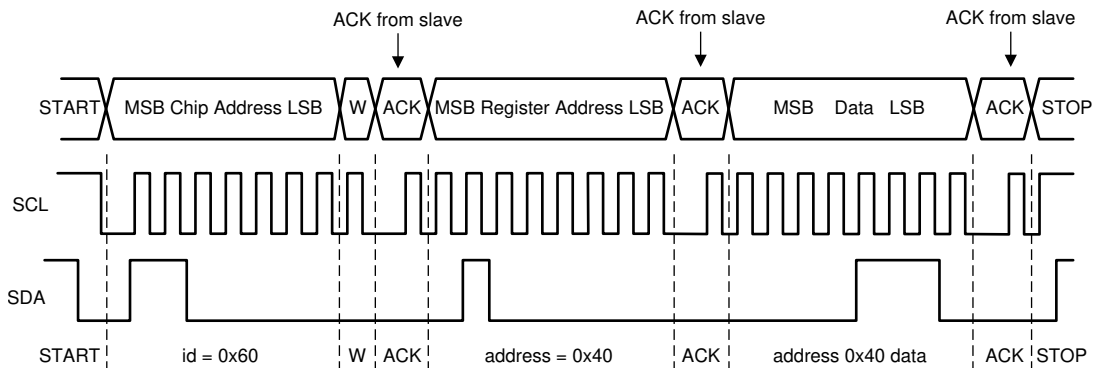 ACK from slave ACK from slave ACK from slave
START MSB Chip Address LSB W ACK MSB Register Address LSB ACK MSB Data LSB ACK STOP
SCL
SDA
START id = 0x60 W ACK address = 0x40 ACK address 0x40 data ACK STOP